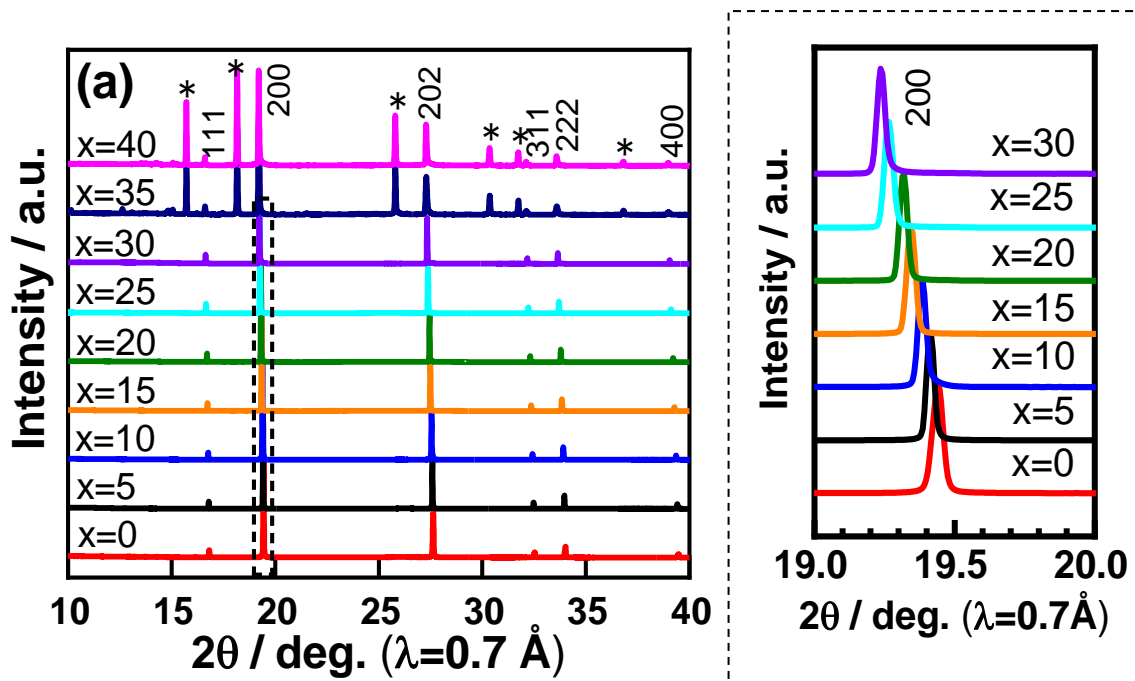 (a)
*
111
*
200
*
202
*
*
311
222
*
400
x=40
x=35
x=30
x=25
x=20
x=15
x=10
x=5
x=0
Intensity / a.u.
10 15 20 25 30 35 40
2θ / deg. (λ=0.7 Å)
200
x=30
x=25
x=20
x=15
x=10
x=5
x=0
Intensity / a.u.
19.0 19.5 20.0
2θ / deg. (λ=0.7Å)